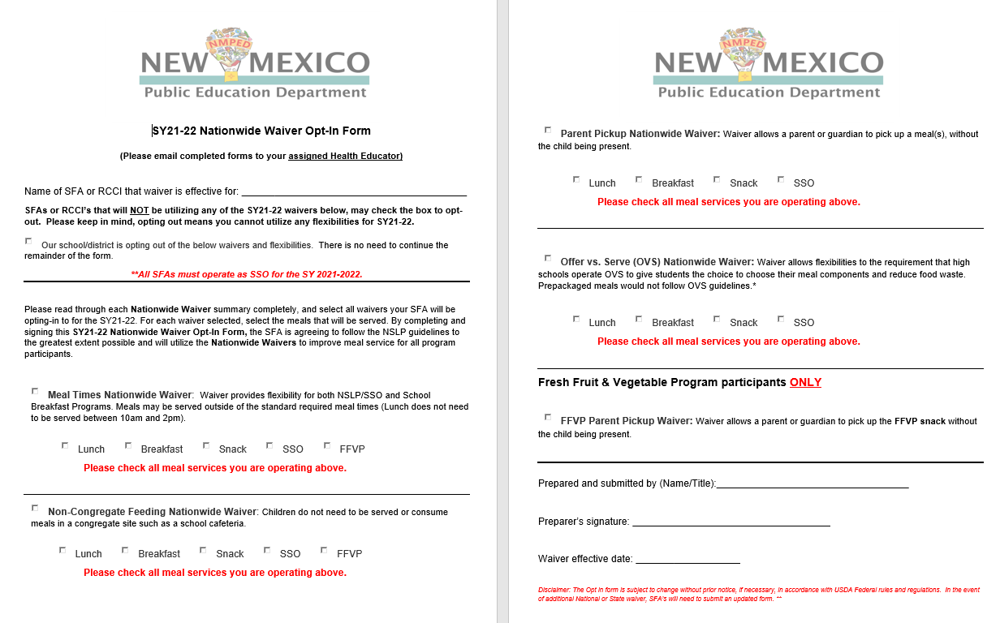 NMPED
NEW MEXICO
Public Education Department
SY21-22 Nationwide Waiver Opt-In Form
(Please email completed forms to your assigned Health Educator)
Name of SFA or RCCI that waiver is effective for: ____________________
SFAs or RCCI's that will NOT be utilizing any of the SY21-22 waivers below, may check the box to opt-
out. Please keep in mind, opting out means you cannot utilize any flexibilities for SY21-22.
Our school/district is opting out of the below waivers and flexibilities. There is no need to continue the
remainder of the form.
**All SFAs must operate as SSO for the SY 2021-2022.
Please read through each Nationwide Waiver summary completely, and select all waivers your SFA will be
opting-in to for the SY21-22. For each waiver selected, select the meals that will be served. By completing and
signing this SY21-22 Nationwide Waiver Opt-In Form, the SFA is agreeing to follow the NSLP guidelines to
the greatest extent possible and will utilize the Nationwide Waivers to improve meal service for all program
participants.
Meal Times Nationwide Waiver: Waiver provides flexibility for both NSLP/SSO and School
Breakfast Programs. Meals may be served outside of the standard required meal times (Lunch does not need
to be served between 10am and 2pm).
Lunch Breakfast Snack SSO FFVP
Please check all meal services you are operating above.
Non-Congregate Feeding Nationwide Waiver: Children do not need to be served or consume
meals in a congregate site such as a school cafeteria.
Lunch Breakfast Snack SSO FFVP
Please check all meal services you are operating above.
NMPED
NEW MEXICO
Public Education Department
Parent Pickup Nationwide Waiver: Waiver allows a parent or guardian to pick up a meal(s), without
the child being present.
Lunch Breakfast Snack SSO
Please check all meal services you are operating above.
Offer vs. Serve (OVS) Nationwide Waiver: Waiver allows flexibilities to the requirement that high
schools operate OVS to give students the choice to choose their meal components and reduce food waste.
Prepackaged meals would not follow OVS guidelines.*
Lunch Breakfast Snack SSO
Please check all meal services you are operating above.
Fresh Fruit & Vegetable Program participants ONLY
FFVP Parent Pickup Waiver: Waiver allows a parent or guardian to pick up the FFVP snack without
the child being present.
Prepared and submitted by (Name/Title):____________________
Preparer's signature: ____________________
Waiver effective date: ____________________
Disclaimer: The Opt in form is subject to change without prior notice, if necessary, in accordance with USDA Federal rules and regulations. In the event
of additional National or State waiver, SFA's will need to submit an updated form. **